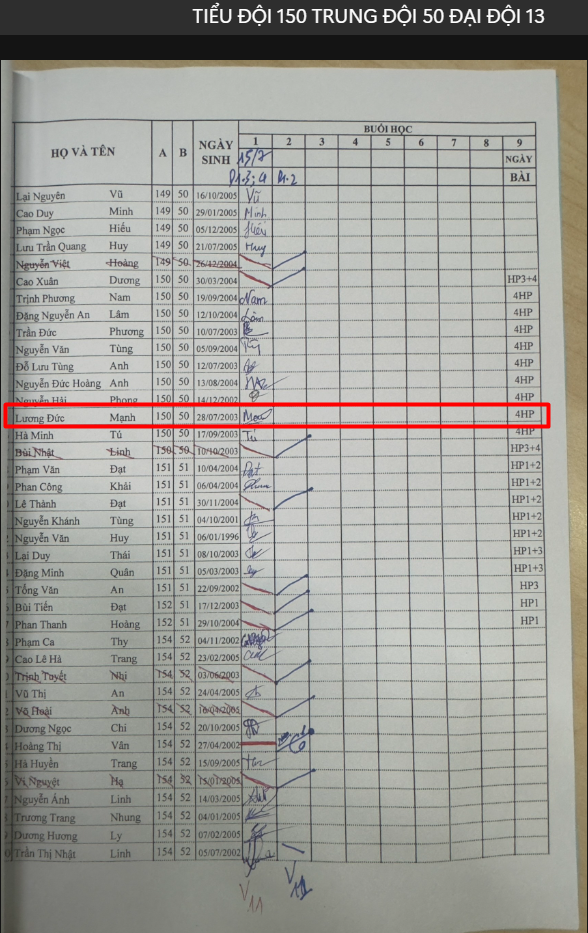 TIỂU ĐỘI 150 TRUNG ĐỘI 50 ĐẠI ĐỘI 13
HỌ VÀ TÊN A B NGÀY SINH BUỔI HỌC
1 2 3 4 5 6 7 8 9
15/7 NGÀY
P1.3;4 P1.2 BÀI
Lại Nguyên Vũ 149 50 16/10/2005 Vũ
Cao Duy Minh 149 50 29/01/2005 Minh
Phạm Ngọc Hiếu 149 50 05/12/2005 Hiếu
Lưu Trần Quang Huy 149 50 21/07/2005 Huy
Nguyễn Việt Hoàng 149 50 26/12/2004
Cao Xuân Dương 150 50 30/03/2004 HP3+4
Trịnh Phương Nam 150 50 19/09/2004 Nam 4HP
Đặng Nguyễn An Lâm 150 50 12/10/2004 Lâm 4HP
Trần Đức Phương 150 50 10/07/2003 4HP
Nguyễn Văn Tùng 150 50 05/09/2004 4HP
Đỗ Lưu Tùng Anh 150 50 12/07/2003 4HP
Nguyễn Đức Hoàng Anh 150 50 13/08/2004 4HP
Nguyễn Hải Phong 150 50 14/12/2002 4HP
Lương Đức Mạnh 150 50 28/07/2003 4HP
Hà Minh Tú 150 50 17/09/2003 Tú 4HP
Bùi Nhật Linh 150 50 10/10/2003 HP3+4
Phạm Văn Đạt 151 51 10/04/2004 Đạt HP1+2
Phan Công Khải 151 51 06/04/2004 HP1+2
Lê Thành Đạt 151 51 30/11/2004 HP1+2
Nguyễn Khánh Tùng 151 51 04/10/2001 HP1+2
Nguyễn Văn Huy 151 51 06/01/1996 HP1+2
Lại Duy Thái 151 51 08/10/2003 HP1+3
Đặng Minh Quân 151 51 05/03/2003 HP1+3
Tống Văn An 151 51 22/09/2002 HP3
Bùi Tiến Đạt 152 51 17/12/2003 HP1
Phan Thanh Hoàng 152 51 29/10/2004 HP1
Phạm Ca Thy 154 52 04/11/2002
Cao Lê Hà Trang 154 52 23/02/2005
Trịnh Tuyết Nhị 154 52 03/06/2003
Vũ Thị An 154 52 24/04/2005
Võ Hoài Anh 154 52 16/04/2005
Dương Ngọc Chi 154 52 20/10/2005
Hoàng Thị Vân 154 52 27/04/2002
Hà Huyền Trang 154 52 15/09/2005
Vi Nguyệt Hạ 154 52 15/01/2005
Nguyễn Ánh Linh 154 52 14/03/2005
Trương Trang Nhung 154 52 04/01/2005
Dương Hương Ly 154 52 07/02/2005
Trần Thị Nhật Linh 154 52 05/07/2002
V11 V12